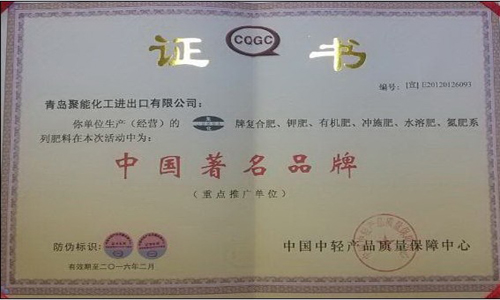 CQGC
证 书
编号：[宣] E20120126093
青岛聚能化工进出口有限公司：
你单位生产（经营）的 牌复合肥、钾肥、有机肥、冲施肥、水溶肥、氮肥系
列肥料在本次活动中为：
中国著名品牌
（重点推广单位）
防伪标识：
中国中轻产品质量保障中心
有效期至二〇一六年二月